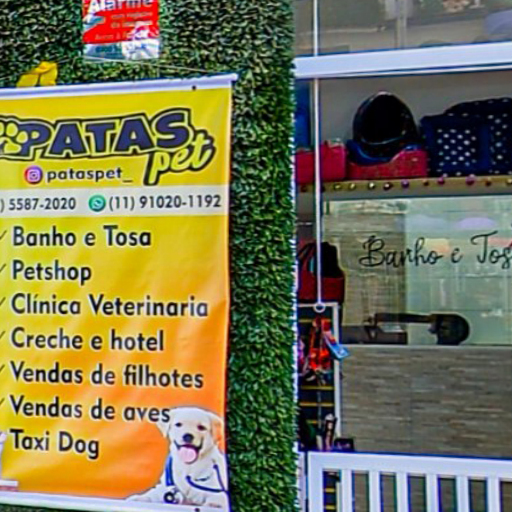 Alarme
PATAS
pet
pataspet_
) 5587-2020 (11) 91020-1192
Banho e Tosa
Petshop
Clínica Veterinaria
Creche e hotel
Vendas de filhotes
Vendas de aves
Taxi Dog
Banho e Tos